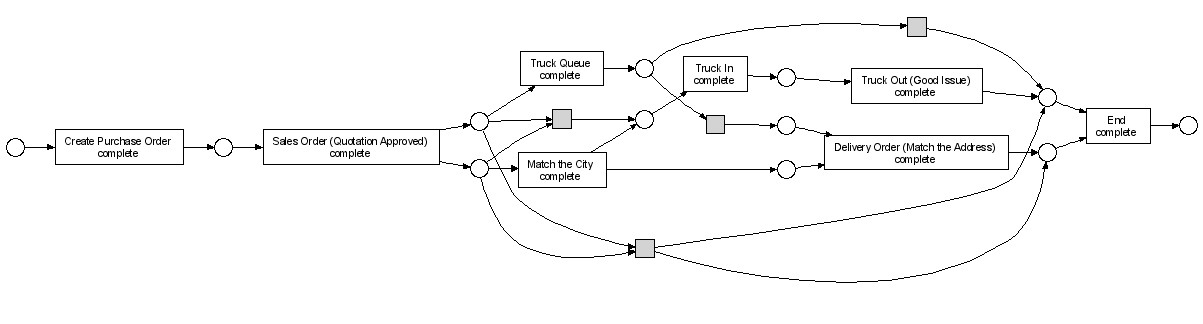 Create Purchase Order
complete
Sales Order (Quotation Approved)
complete
Truck Queue
complete
Match the City
complete
Truck In
complete
Truck Out (Good Issue)
complete
Delivery Order (Match the Address)
complete
End
complete